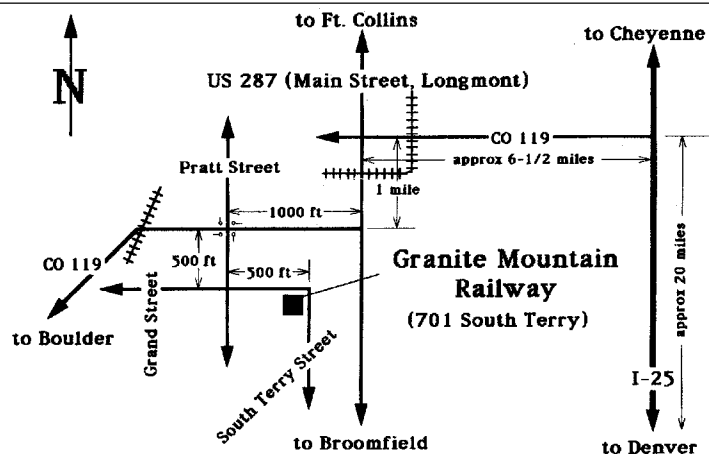 to Ft. Collins
to Cheyenne
N
US 287 (Main Street, Longmont)
CO 119
approx 6-1/2 miles
Pratt Street
1 mile
1000 ft
CO 119
500 ft
500 ft
Granite Mountain
Railway
(701 South Terry)
approx 20 miles
to Boulder
Grand Street
South Terry Street
I-25
to Broomfield
to Denver